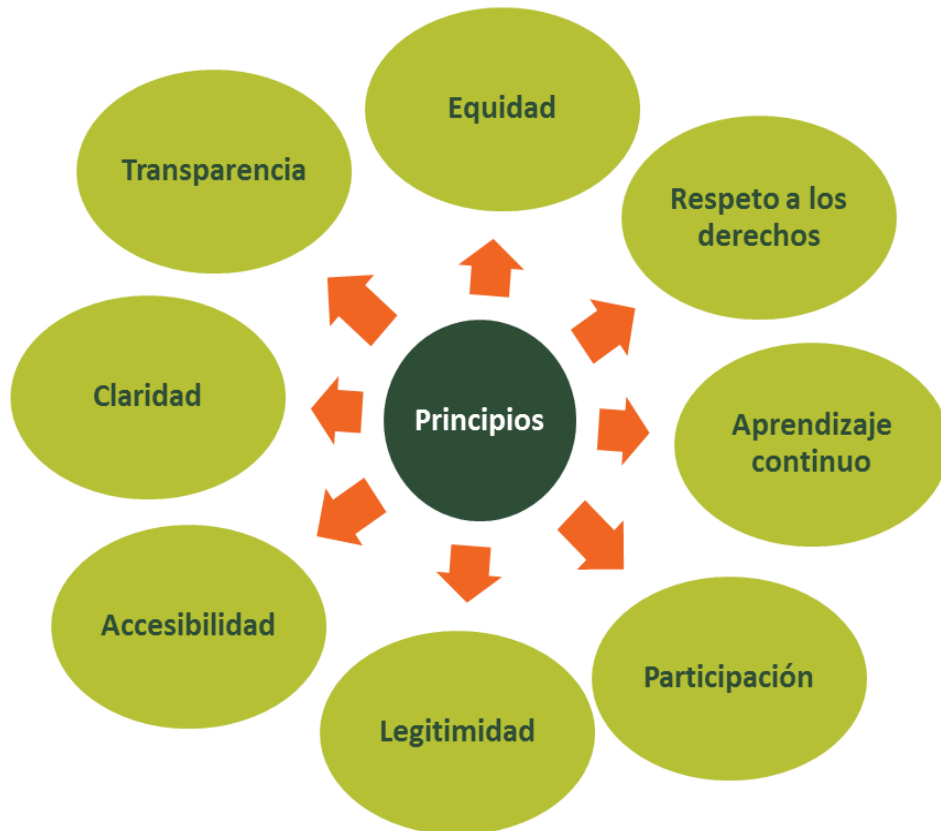 Equidad
Transparencia
Respeto a los
derechos
Claridad
Principios
Aprendizaje
continuo
Accesibilidad
Participación
Legitimidad